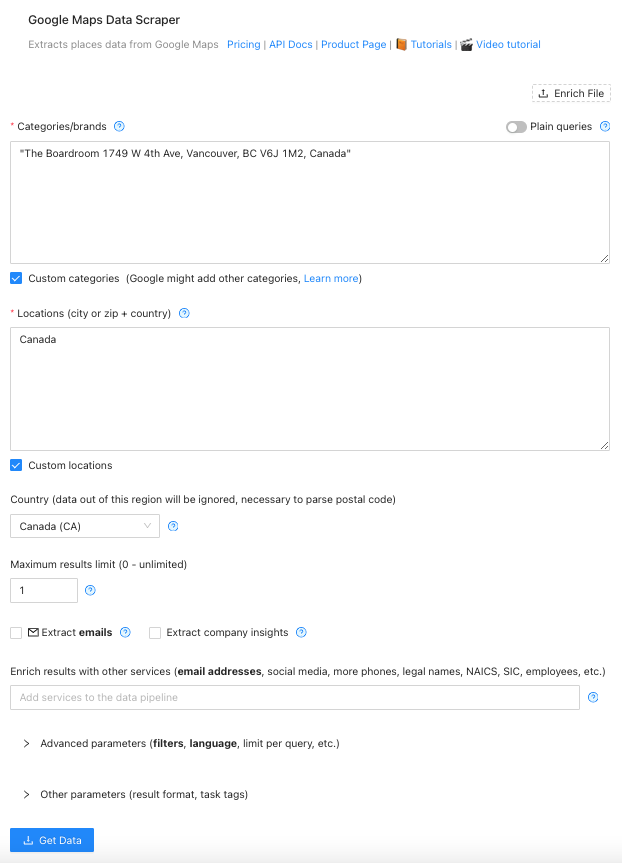 Google Maps Data Scraper
Extracts places data from Google Maps Pricing | API Docs | Product Page | Tutorials | Video tutorial
Enrich File
* Categories/brands ? Plain queries ?
"The Boardroom 1749 W 4th Ave, Vancouver, BC V6J 1M2, Canada"
Custom categories (Google might add other categories, Learn more)
* Locations (city or zip + country) ?
Canada
Custom locations
Country (data out of this region will be ignored, necessary to parse postal code)
Canada (CA) ?
Maximum results limit (0 - unlimited)
1 ?
Extract emails ? Extract company insights ?
Enrich results with other services (email addresses, social media, more phones, legal names, NAICS, SIC, employees, etc.)
Add services to the data pipeline ?
Advanced parameters (filters, language, limit per query, etc.)
Other parameters (result format, task tags)
Get Data